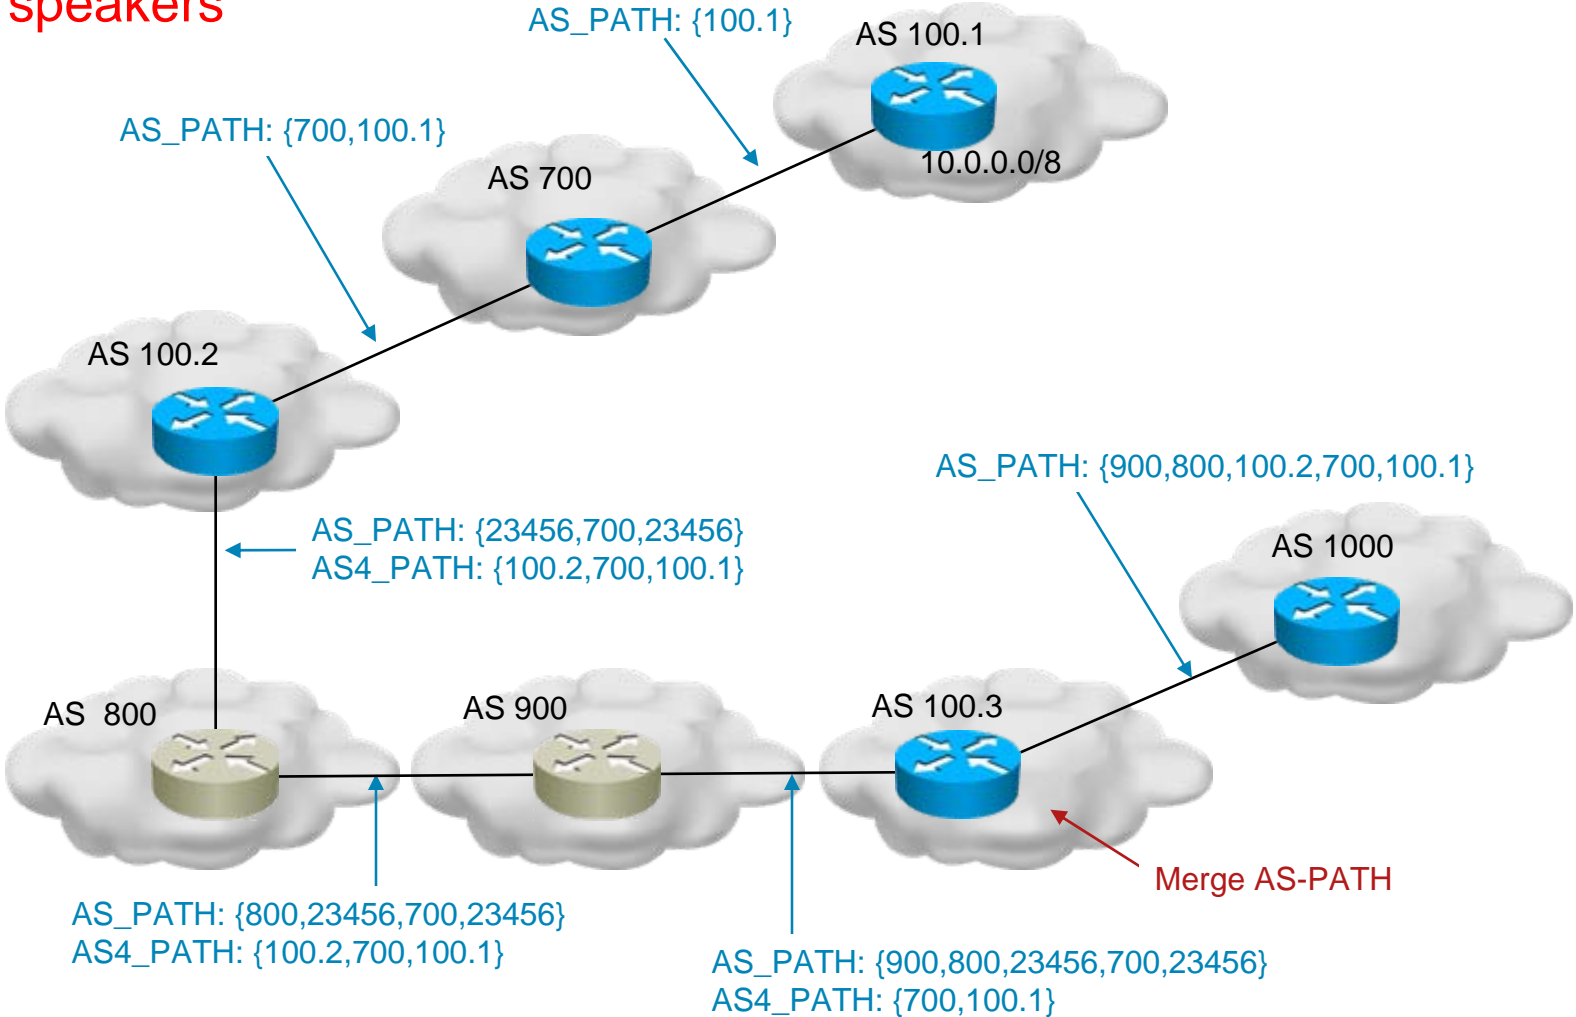 speakers
AS_PATH: {100.1}
AS 100.1
10.0.0.0/8
AS_PATH: {700,100.1}
AS 700
AS 100.2
AS_PATH: {23456,700,23456}
AS4_PATH: {100.2,700,100.1}
AS_PATH: {900,800,100.2,700,100.1}
AS 1000
AS 800
AS 900
AS 100.3
Merge AS-PATH
AS_PATH: {800,23456,700,23456}
AS4_PATH: {100.2,700,100.1}
AS_PATH: {900,800,23456,700,23456}
AS4_PATH: {700,100.1}